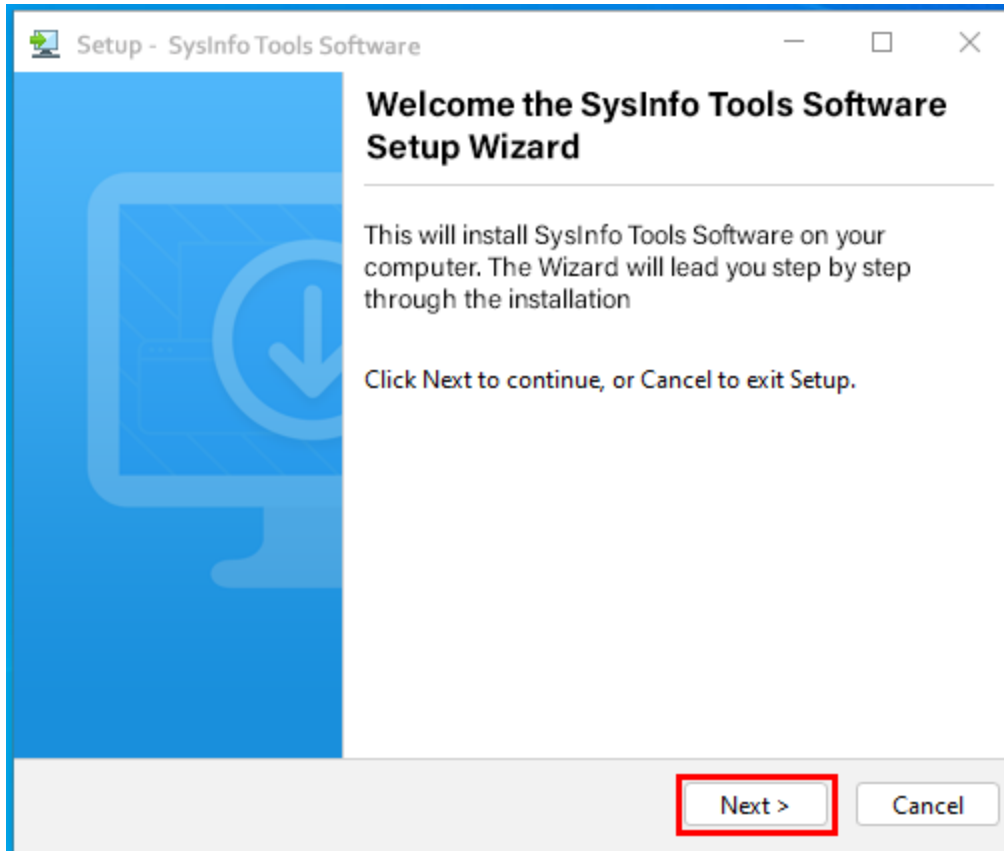 Setup - SysInfo Tools Software
Welcome the SysInfo Tools Software
Setup Wizard
This will install SysInfo Tools Software on your
computer. The Wizard will lead you step by step
through the installation
Click Next to continue, or Cancel to exit Setup.
Next >
Cancel